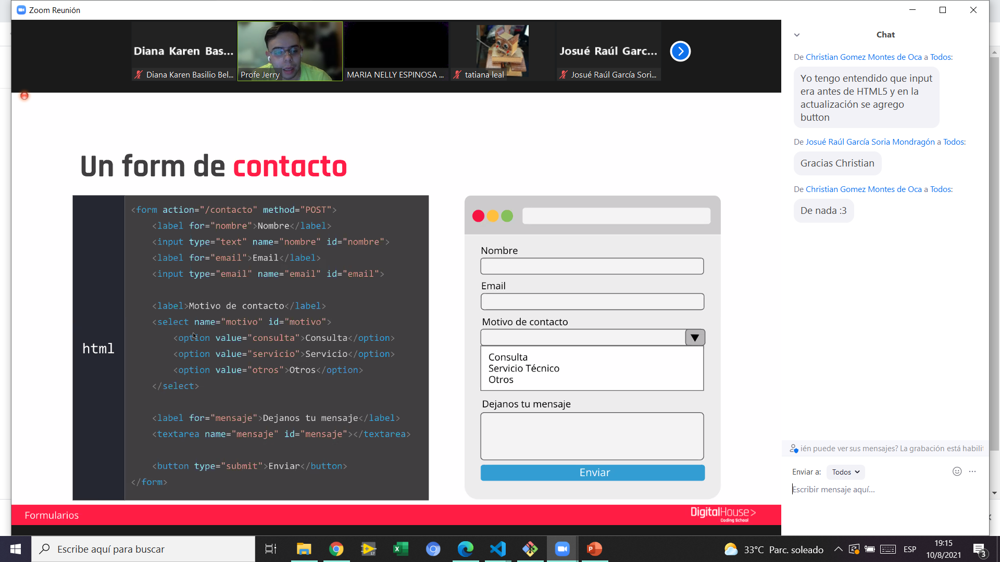 Zoom Reunión
Diana Karen Bas...
Diana Karen Basilio Bel...
Profe Jerry
MARIA NELLY ESPINOSA ...
tatiana leal
Josué Raúl Garc...
Josué Raúl García Sori...
Un form de contacto
html
<form action="/contacto" method="POST">
<label for="nombre">Nombre</label>
<input type="text" name="nombre" id="nombre">
<label for="email">Email</label>
<input type="email" name="email" id="email">
<label>Motivo de contacto</label>
<select name="motivo" id="motivo">
<option value="consulta">Consulta</option>
<option value="servicio">Servicio</option>
<option value="otros">Otros</option>
</select>
<label for="mensaje">Dejanos tu mensaje</label>
<textarea name="mensaje" id="mensaje"></textarea>
<button type="submit">Enviar</button>
</form>
Nombre
Email
Motivo de contacto
Consulta
Servicio Técnico
Otros
Dejanos tu mensaje
Enviar
Formularios
DigitalHouse>
Coding School
Chat
De Christian Gomez Montes de Oca a Todos:
Yo tengo entendido que input
era antes de HTML5 y en la
actualización se agrego
button
De Josué Raúl García Soria Mondragón a Todos:
Gracias Christian
De Christian Gomez Montes de Oca a Todos:
De nada :3
ién puede ver sus mensajes? La grabación está habilit
Enviar a: Todos
Escribir mensaje aquí...
Escribe aquí para buscar
17
33°C Parc. soleado
ESP
19:15
10/8/2021
3